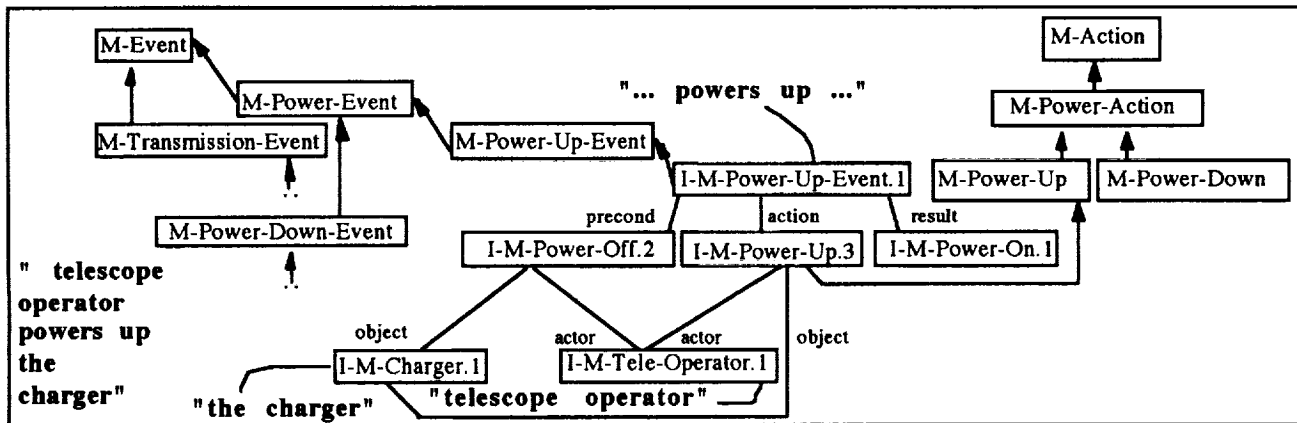 M-Event
M-Action
M-Power-Event
"... powers up ..."
M-Power-Action
M-Transmission-Event
M-Power-Up-Event
I-M-Power-Up-Event.1
M-Power-Up
M-Power-Down
precond
action
result
M-Power-Down-Event
I-M-Power-Off.2
I-M-Power-Up.3
I-M-Power-On.1
" telescope
operator
powers up
the
charger"
object
actor
actor
object
I-M-Charger.1
I-M-Tele-Operator.1
"the charger"
"telescope operator"